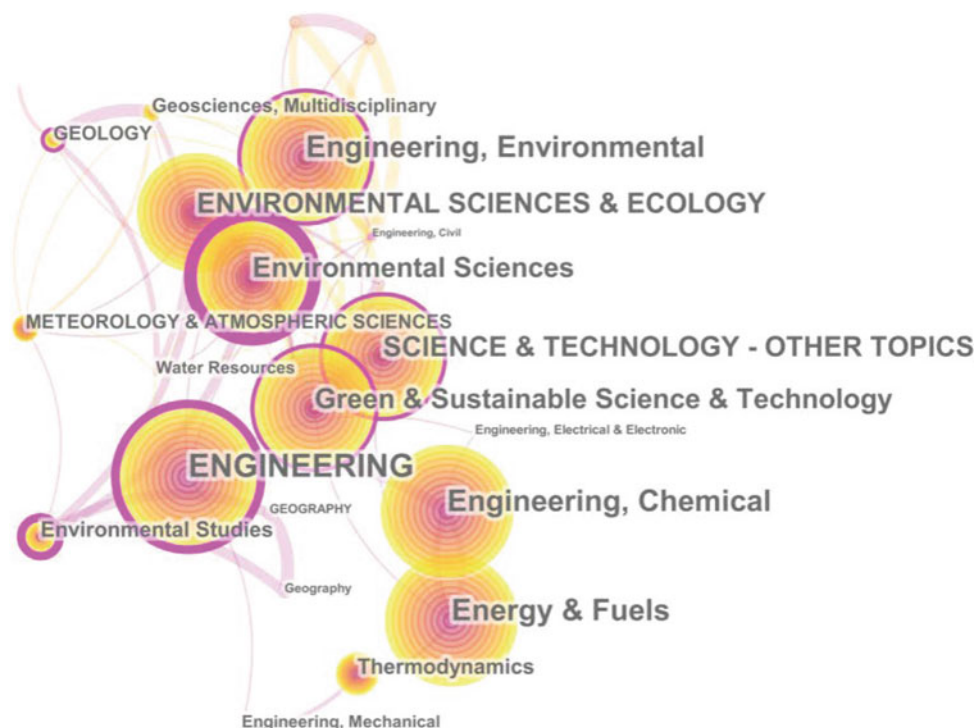 Geosciences, Multidisciplinary
GEOLOGY
Engineering, Environmental
ENVIRONMENTAL SCIENCES & ECOLOGY
Engineering, Civil
Environmental Sciences
METEOROLOGY & ATMOSPHERIC SCIENCES
SCIENCE & TECHNOLOGY - OTHER TOPICS
Water Resources
Green & Sustainable Science & Technology
Engineering, Electrical & Electronic
ENGINEERING
Engineering, Chemical
GEOGRAPHY
Environmental Studies
Geography
Energy & Fuels
Thermodynamics
Engineering, Mechanical